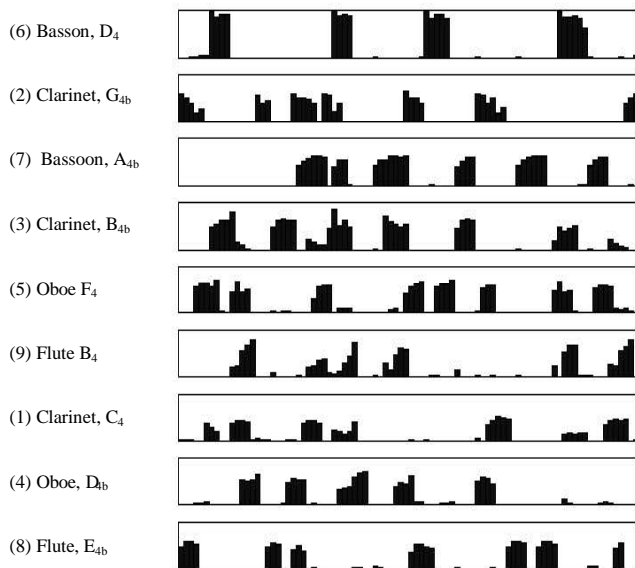 (6) Basson, D4
(2) Clarinet, G4b
(7) Bassoon, A4b
(3) Clarinet, B4b
(5) Oboe F4
(9) Flute B4
(1) Clarinet, C4
(4) Oboe, D4b
(8) Flute, E4b